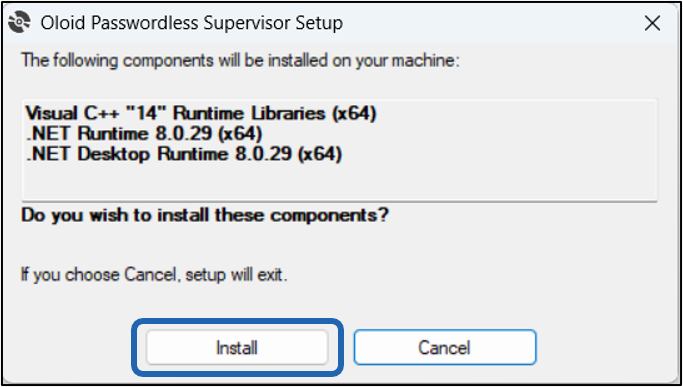 Oloid Passwordless Supervisor Setup
The following components will be installed on your machine:
Visual C++ "14" Runtime Libraries (x64)
.NET Runtime 8.0.29 (x64)
.NET Desktop Runtime 8.0.29 (x64)
Do you wish to install these components?
If you choose Cancel, setup will exit.
Install
Cancel